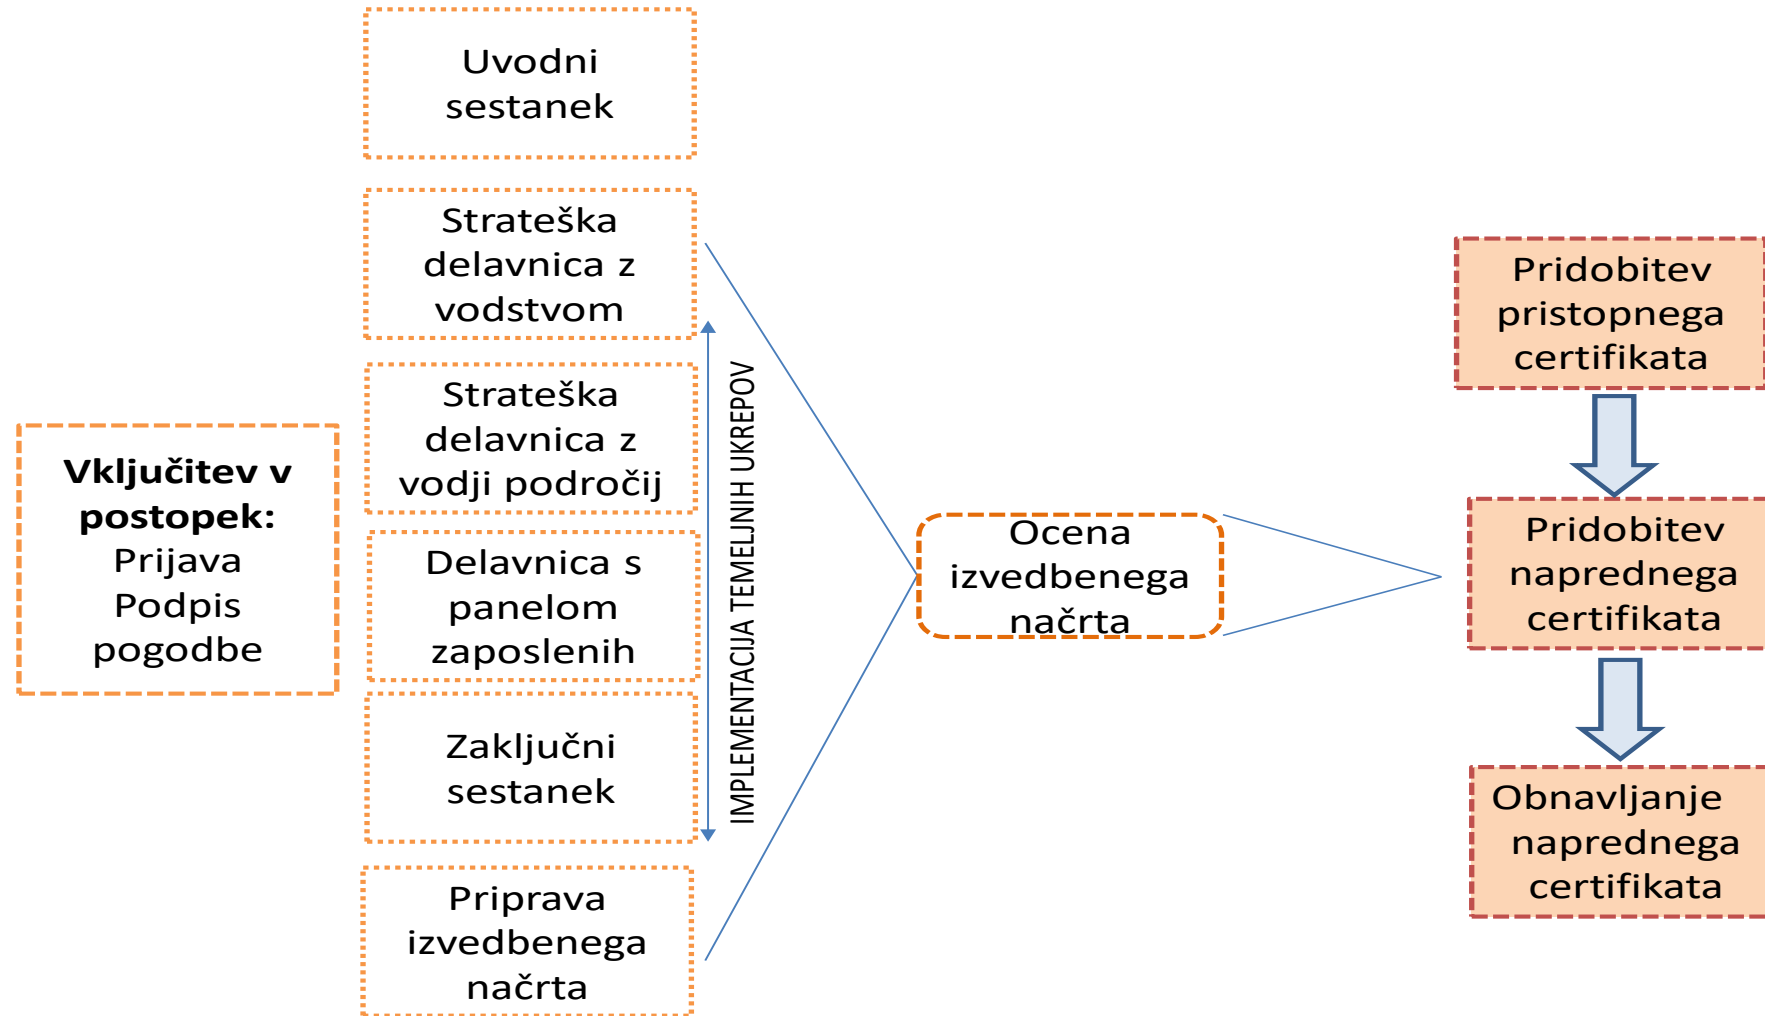 Vključitev v
postopek:
Prijava
Podpis
pogodbe
Uvodni
sestanek
Strateška
delavnica z
vodstvom
Strateška
delavnica z
vodji področij
Delavnica s
panelom
zaposlenih
Zaključni
sestanek
Priprava
izvedbenega
načrta
IMPLEMENTACIJA TEMELJNIH UKREPOV
Ocena
izvedbenega
načrta
Pridobitev
pristopnega
certifikata
Pridobitev
naprednega
certifikata
Obnavljanje
naprednega
certifikata